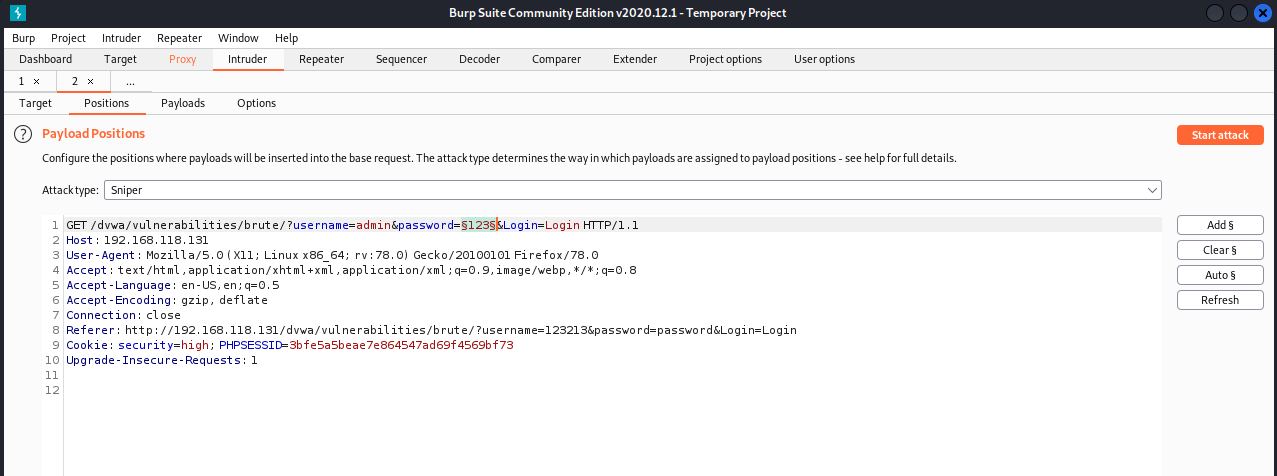 Burp Suite Community Edition v2020.12.1 - Temporary Project
Burp Project Intruder Repeater Window Help
Dashboard Target Proxy Intruder Repeater Sequencer Decoder Comparer Extender Project options User options
1 × 2 × ...
Target Positions Payloads Options
? Payload Positions
Start attack
Configure the positions where payloads will be inserted into the base request. The attack type determines the way in which payloads are assigned to payload positions - see help for full details.
Attack type: Sniper
1 GET /dvwa/vulnerabilities/brute/?username=admin&password=§123§&Login=Login HTTP/1.1
Add §
2 Host: 192.168.118.131
3 User-Agent: Mozilla/5.0 (X11; Linux x86_64; rv:78.0) Gecko/20100101 Firefox/78.0
Clear §
4 Accept: text/html,application/xhtml+xml,application/xml;q=0.9,image/webp,*/*;q=0.8
Auto §
5 Accept-Language: en-US,en;q=0.5
6 Accept-Encoding: gzip, deflate
Refresh
7 Connection: close
8 Referer: http://192.168.118.131/dvwa/vulnerabilities/brute/?username=123213&password=password&Login=Login
9 Cookie: security=high; PHPSESSID=3bfe5a5beae7e864547ad69f4569bf73
10 Upgrade-Insecure-Requests: 1
11
12